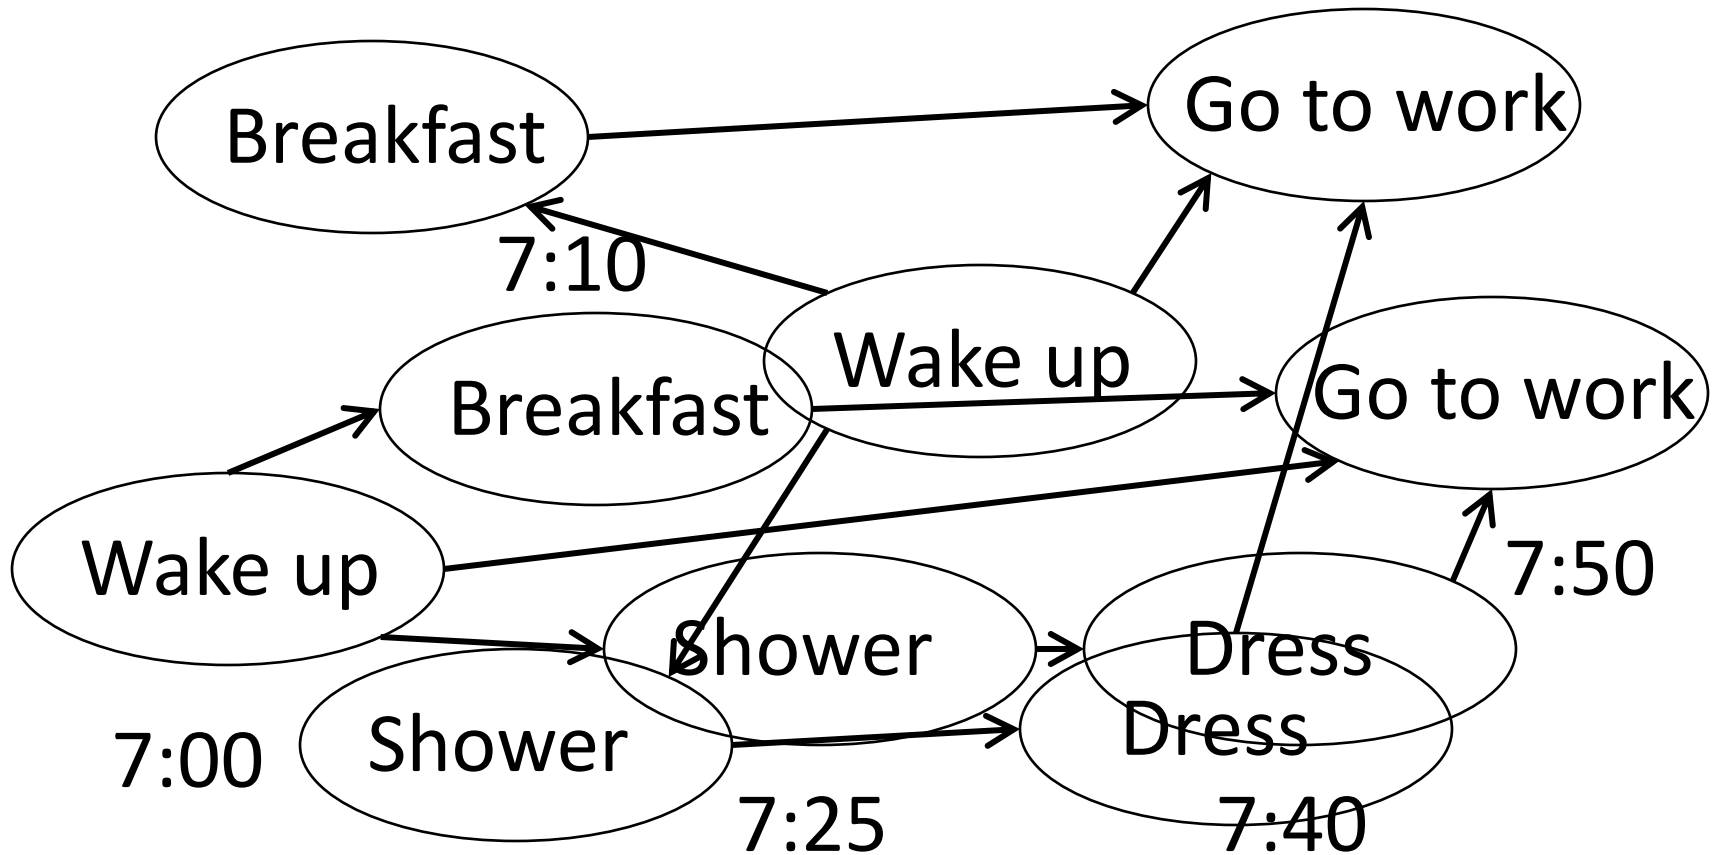 Go to work
Breakfast
7:10
Wake up
Go to work
Breakfast
Wake up
7:50
Shower
Dress
Dress
Shower
7:00
7:25
7:40